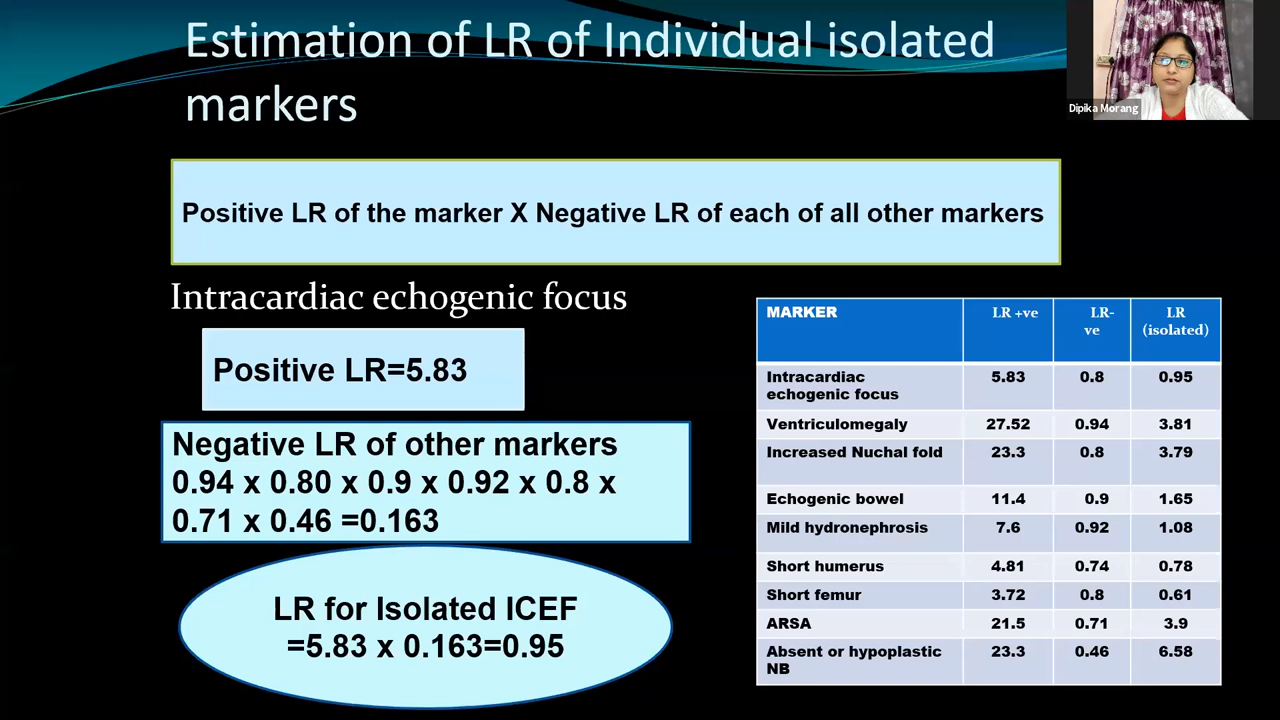 Estimation of LR of Individual isolated
markers
Dipika Morang
Positive LR of the marker X Negative LR of each of all other markers
Intracardiac echogenic focus
Positive LR=5.83
Negative LR of other markers
0.94 x 0.80 x 0.9 x 0.92 x 0.8 x
0.71 x 0.46 =0.163
LR for Isolated ICEF
=5.83 x 0.163=0.95
MARKER LR +ve LR- LR
ve (isolated)
Intracardiac 5.83 0.8 0.95
echogenic focus
Ventriculomegaly 27.52 0.94 3.81
Increased Nuchal fold 23.3 0.8 3.79
Echogenic bowel 11.4 0.9 1.65
Mild hydronephrosis 7.6 0.92 1.08
Short humerus 4.81 0.74 0.78
Short femur 3.72 0.8 0.61
ARSA 21.5 0.71 3.9
Absent or hypoplastic 23.3 0.46 6.58
NB